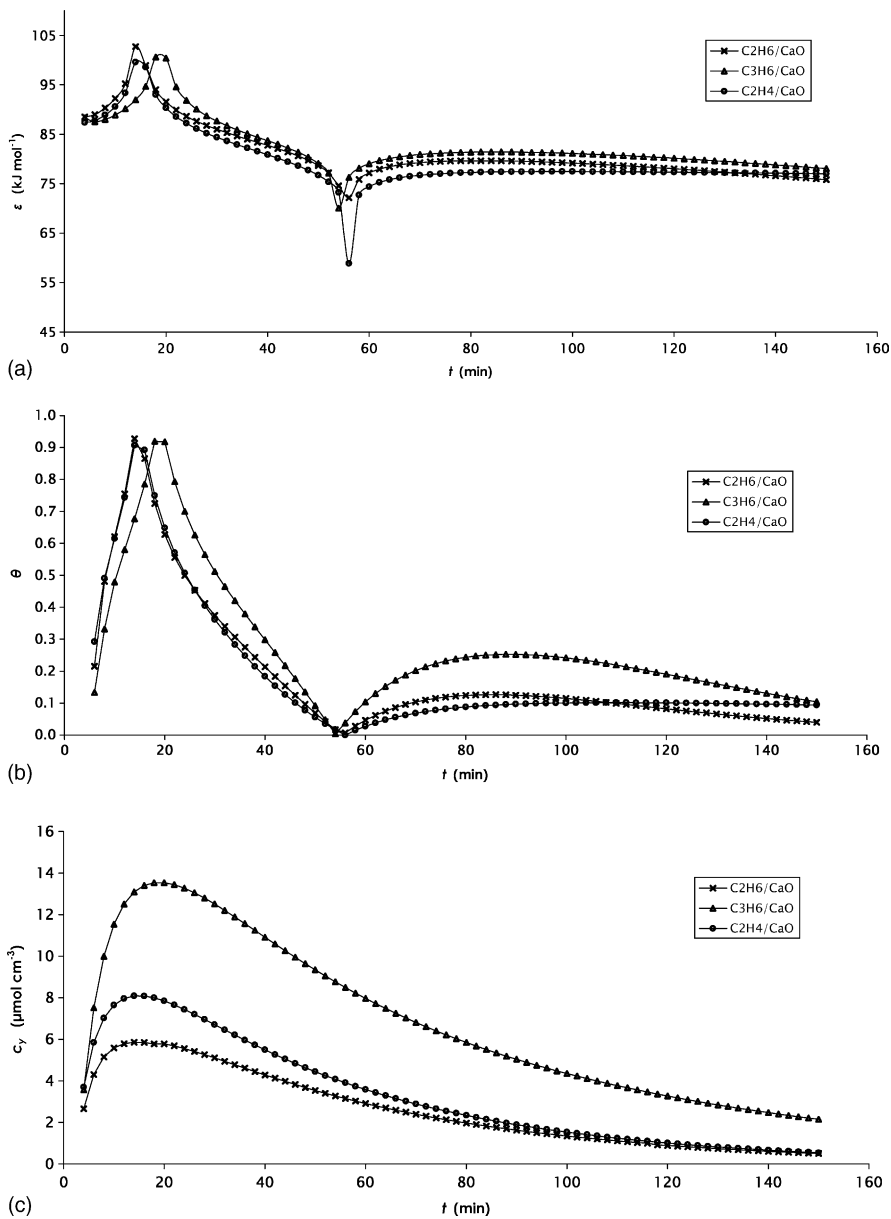 105
95
85
75
65
55
45
ε (kJ mol⁻¹)
C2H6/CaO
C3H6/CaO
C2H4/CaO
0 20 40 60 80 100 120 140 160
t (min)
(a)
1.0
0.9
0.8
0.7
0.6
0.5
0.4
0.3
0.2
0.1
0.0
θ
C2H6/CaO
C3H6/CaO
C2H4/CaO
0 20 40 60 80 100 120 140 160
t (min)
(b)
16
14
12
10
8
6
4
2
0
cᵧ (μmol cm⁻³)
C2H6/CaO
C3H6/CaO
C2H4/CaO
0 20 40 60 80 100 120 140 160
t (min)
(c)